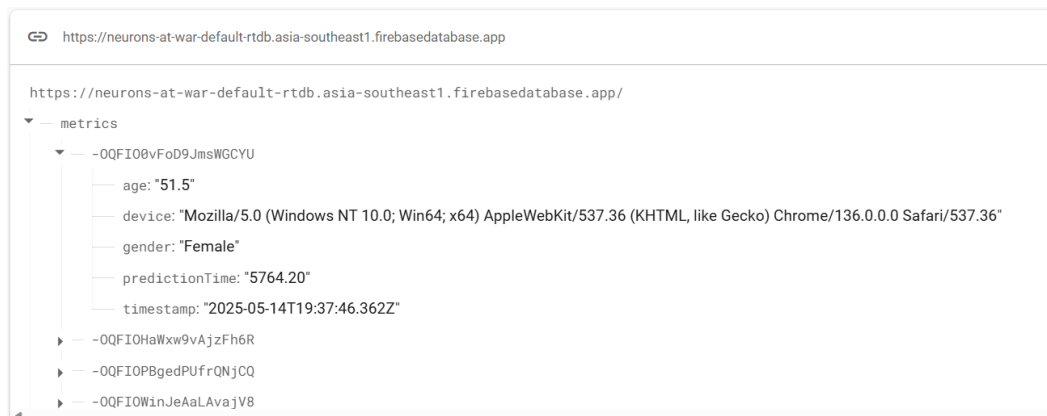 https://neurons-at-war-default-rtdb.asia-southeast1.firebasedatabase.app
https://neurons-at-war-default-rtdb.asia-southeast1.firebasedatabase.app/
metrics
-OQFIO0vFoD9JmsWGCYU
age: "51.5"
device: "Mozilla/5.0 (Windows NT 10.0; Win64; x64) AppleWebKit/537.36 (KHTML, like Gecko) Chrome/136.0.0.0 Safari/537.36"
gender: "Female"
predictionTime: "5764.20"
timestamp: "2025-05-14T19:37:46.362Z"
-OQFIOHaWxw9vAjzFh6R
-OQFIOPBgedPUfrQNjCQ
-OQFIOWinJeAaLAvajV8